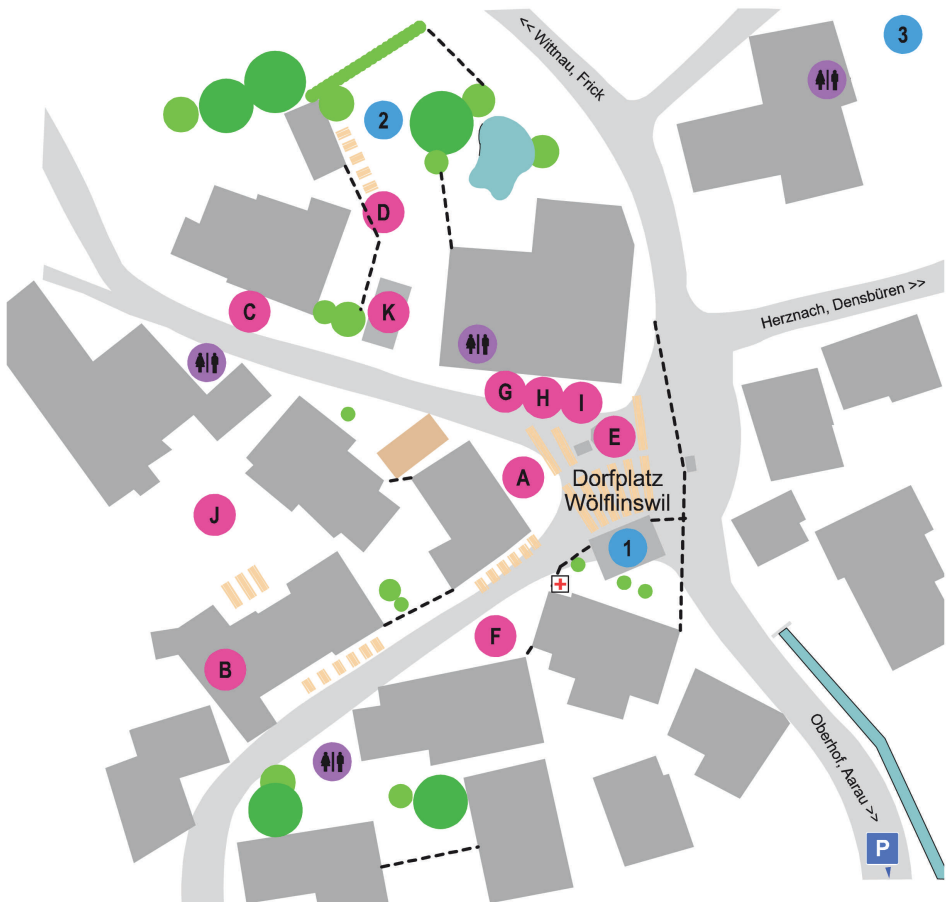 << Wittnau, Frick
3
2
D
C
K
Herznach, Densbüren >>
G
H
I
E
A
Dorfplatz
Wölflinswil
J
1
F
B
Oberhof, Aarau >>
P